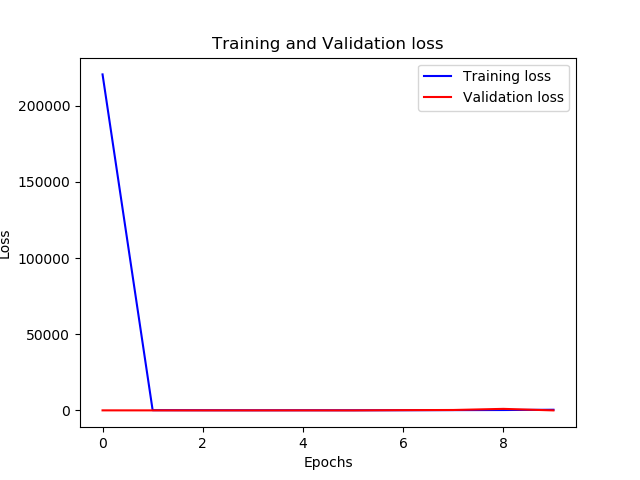 Training and Validation loss
Training loss
Validation loss
200000
150000
100000
50000
0
Loss
0 2 4 6 8
Epochs